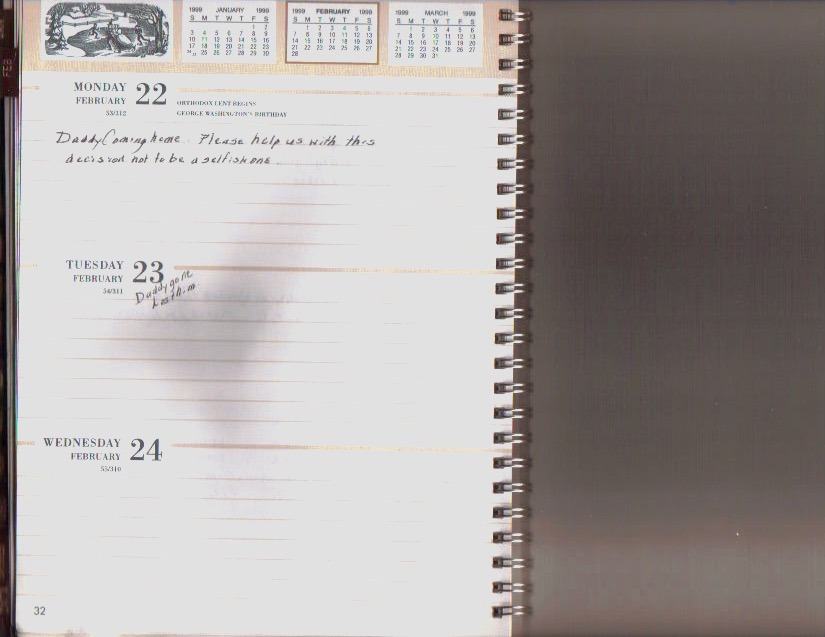 1999 JANUARY 1999
S M T W T F S
1 2
3 4 5 6 7 8 9
10 11 12 13 14 15 16
17 18 19 20 21 22 23
25 26 27 28 29 30
1999 FEBRUARY 1999
S M T W T F S
1 2 3 4 5 6
7 8 9 10 11 12 13
14 15 16 17 18 19 20
21 22 23 24 25 26 27
28
1999 MARCH 1999
S M T W T F S
1 2 3 4 5 6
7 8 9 10 11 12 13
14 15 16 17 18 19 20
21 22 23 24 25 26 27
28 29 30 31
FEB
MONDAY 22
FEBRUARY ORTHODOX LENT BEGINS
53/312 GEORGE WASHINGTON'S BIRTHDAY
Daddy Coming home. Please help us with this
decision not to be a selfish one.
TUESDAY 23
FEBRUARY
54/311
Daddy gone
Lost him
WEDNESDAY 24
FEBRUARY
55/310
32